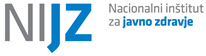 NIJZ
Nacionalni inštitut
za javno zdravje